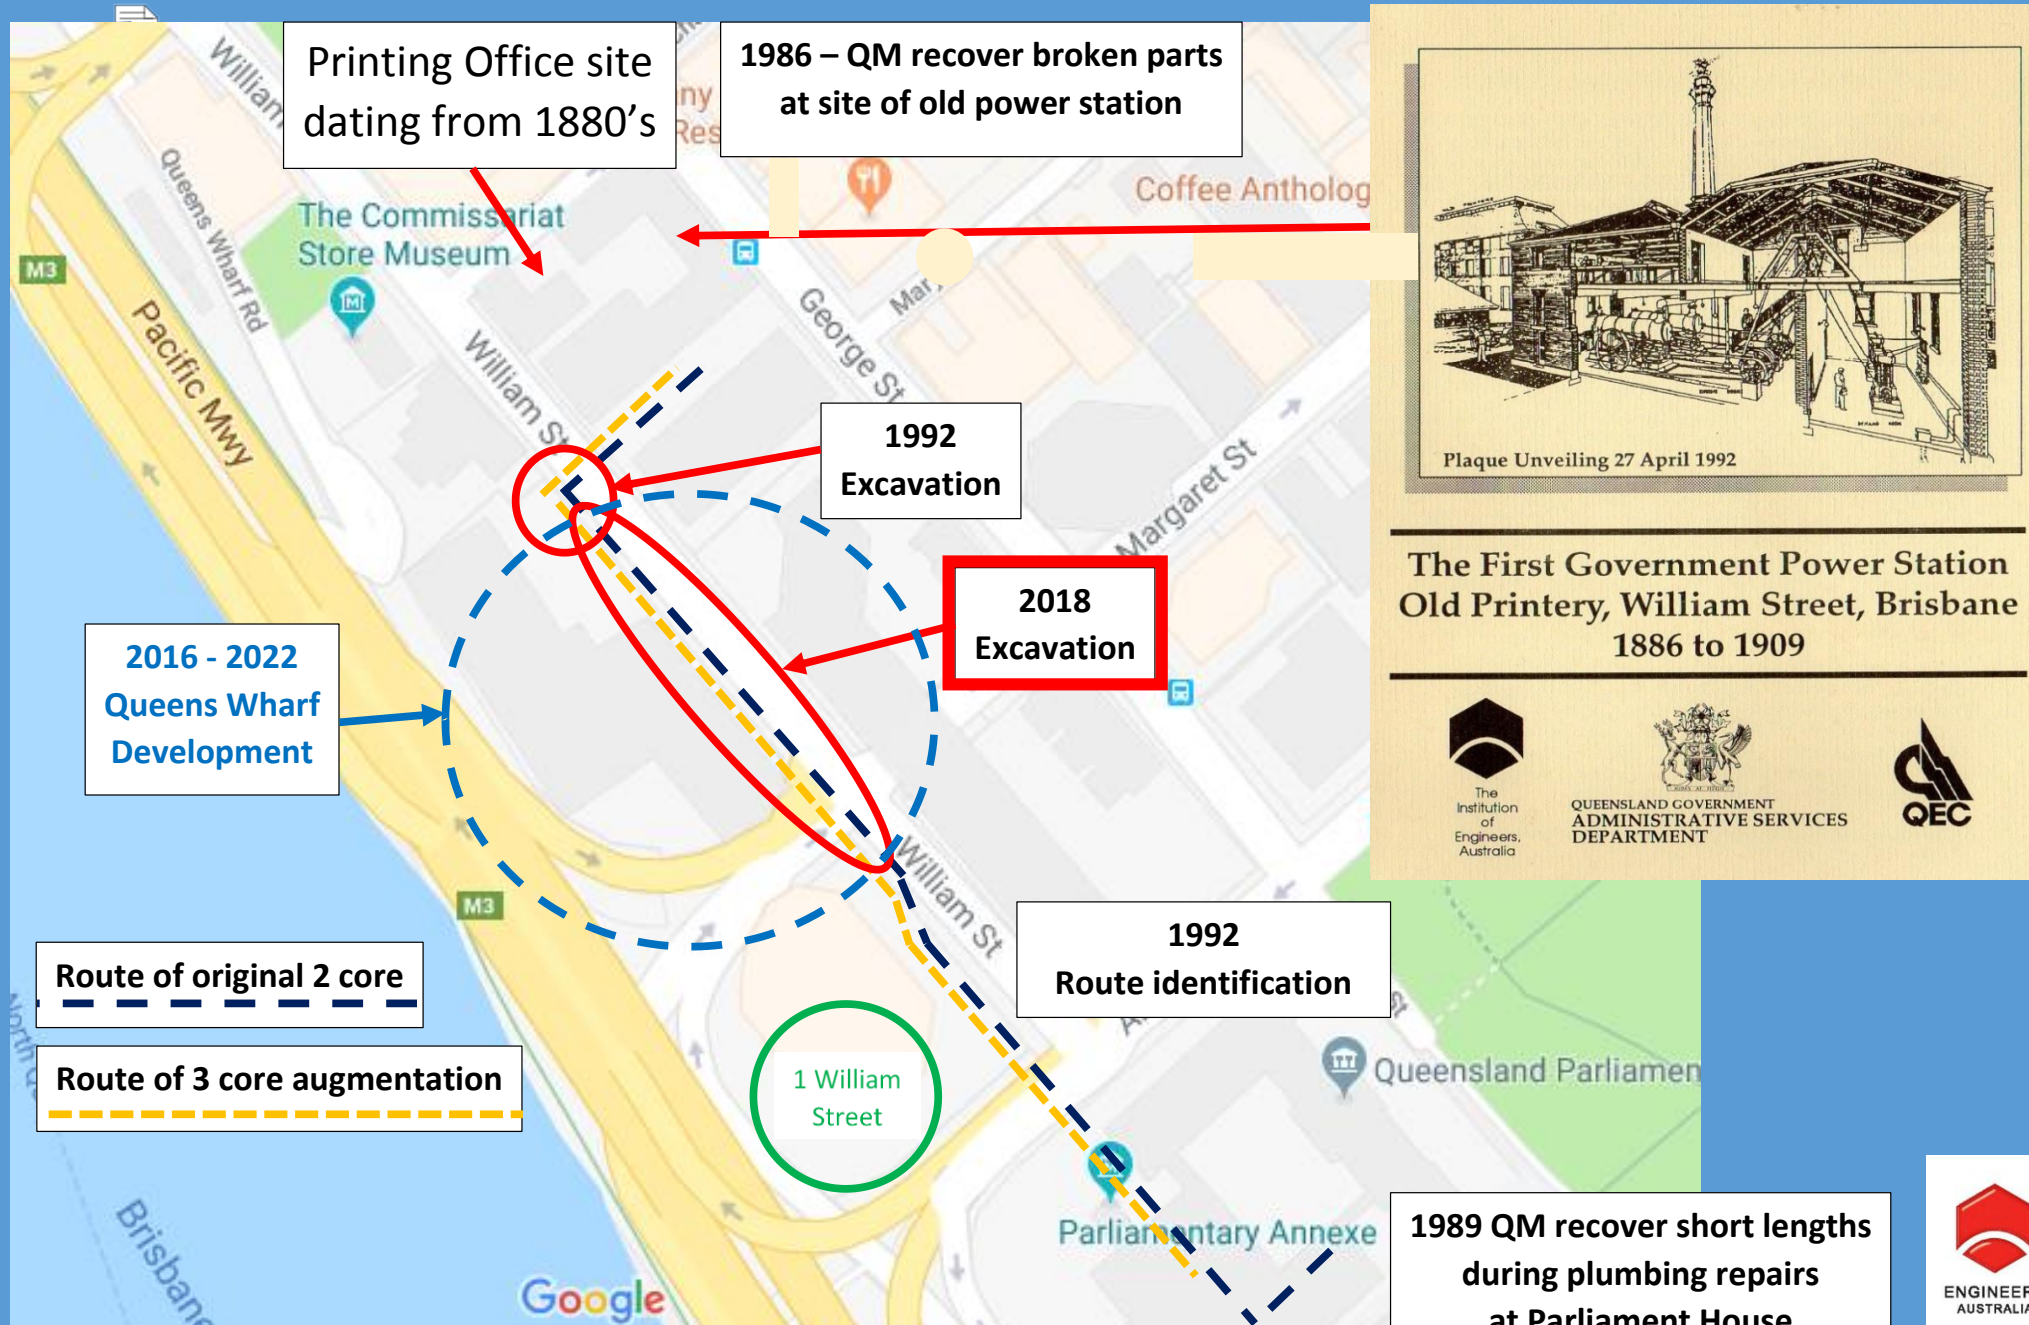 Printing Office site
dating from 1880's
1986 – QM recover broken parts
at site of old power station
William
Queens Wharf Rd
The Commissariat
Store Museum
Coffee Antholog
M3
Pacific Mwy
William St
George St
Margaret St
1992
Excavation
2018
Excavation
2016 - 2022
Queens Wharf
Development
M3
William St
1992
Route identification
Route of original 2 core
Route of 3 core augmentation
1 William
Street
Queensland Parliamen
Parliamentary Annexe
Brisbane
Google
1989 QM recover short lengths
during plumbing repairs
at Parliament House
Plaque Unveiling 27 April 1992
The First Government Power Station
Old Printery, William Street, Brisbane
1886 to 1909
The
Institution
of
Engineers,
Australia
QUEENSLAND GOVERNMENT
ADMINISTRATIVE SERVICES
DEPARTMENT
QEC
ENGINEER
AUSTRALIA